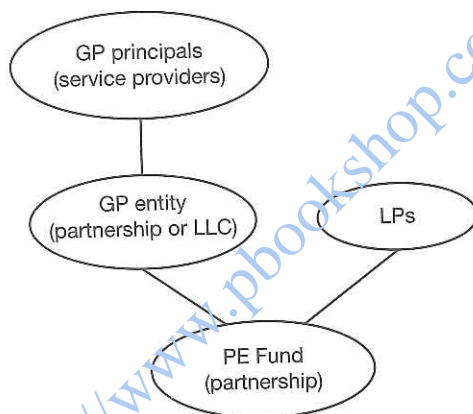 GP principals
(service providers)
GP entity
(partnership or LLC)
LPs
PE Fund
(partnership)
//www.pbookshop.co